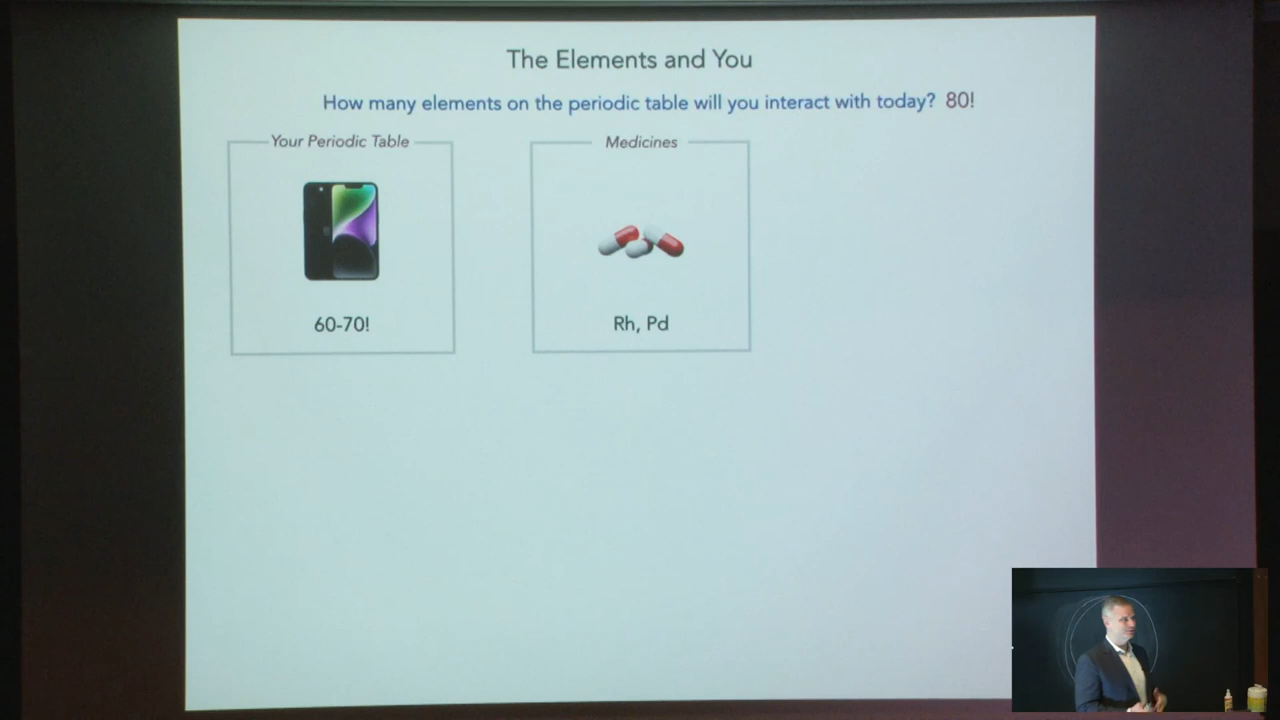 The Elements and You
How many elements on the periodic table will you interact with today? 80!
Your Periodic Table
Medicines
60-70!
Rh, Pd